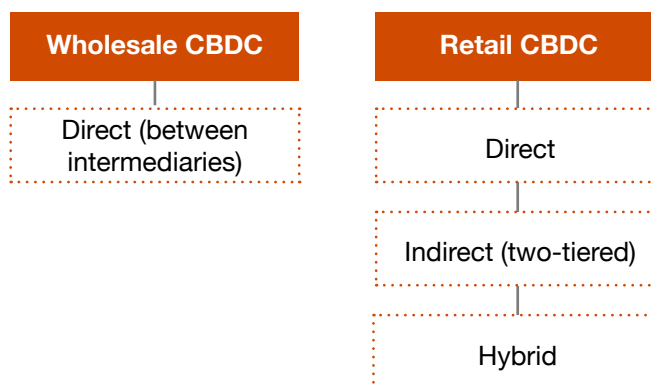 Wholesale CBDC
Direct (between
intermediaries)
Retail CBDC
Direct
Indirect (two-tiered)
Hybrid